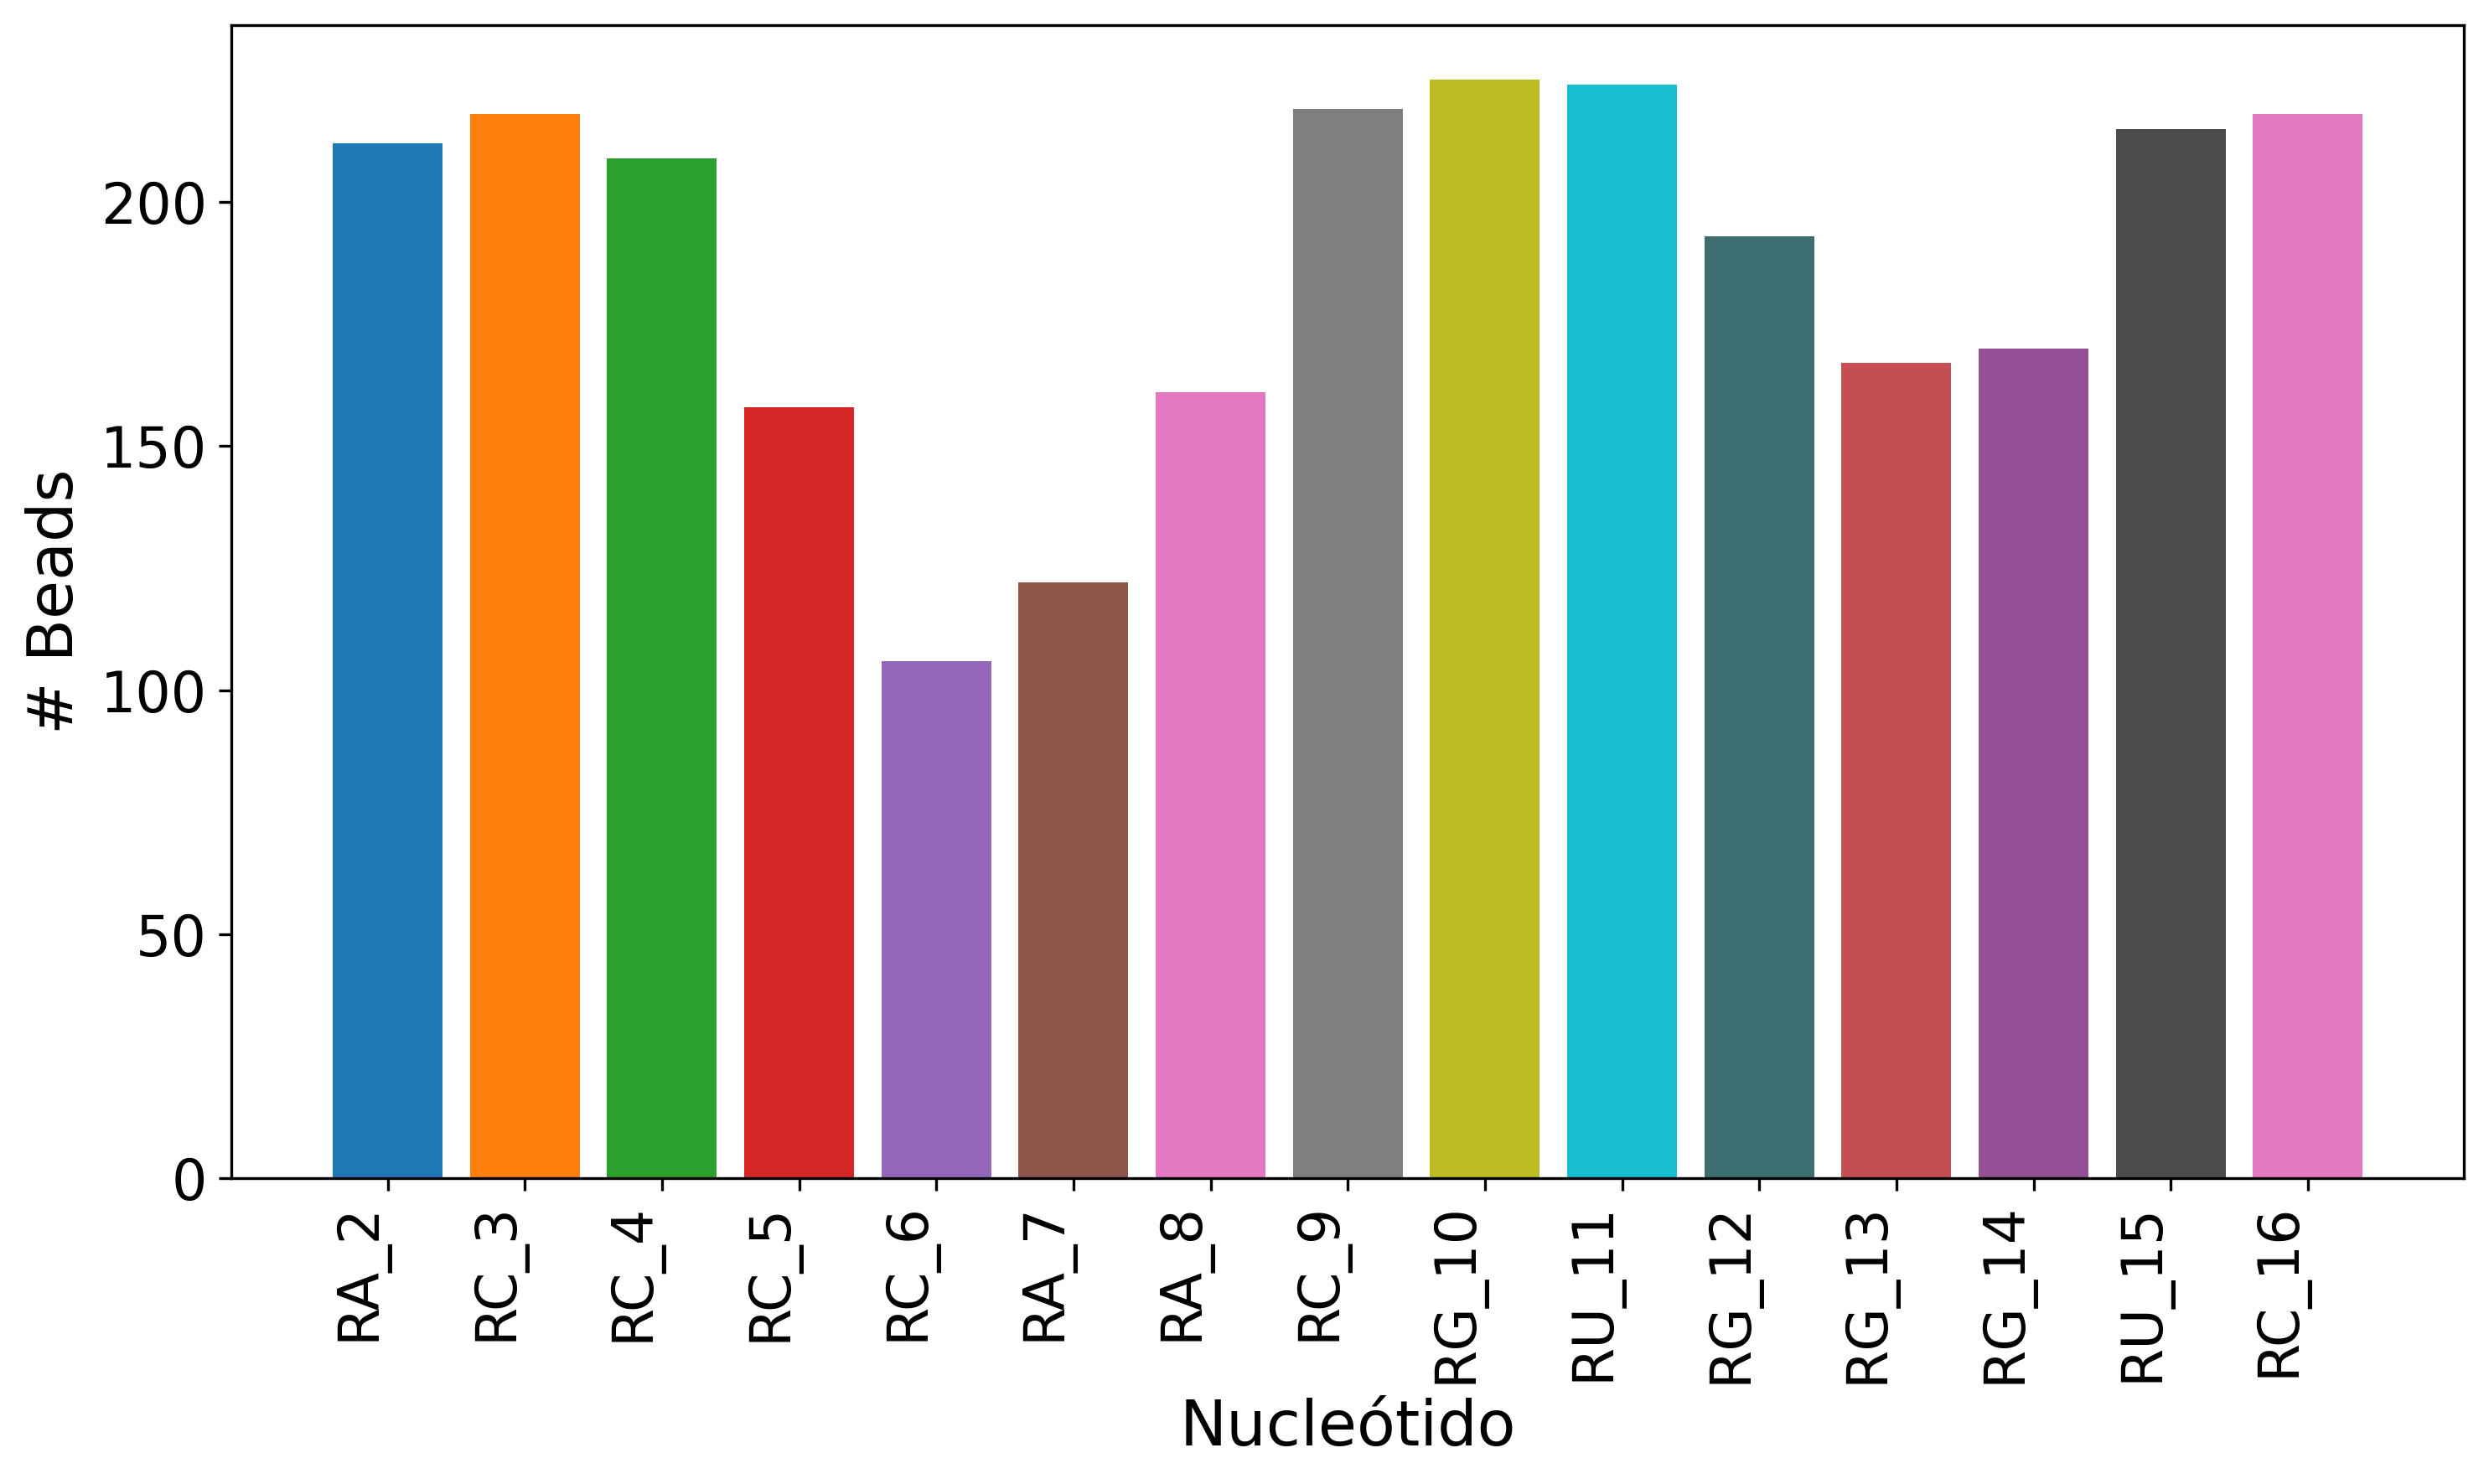 # Beads
200
150
100
50
0
RA_2
RC_3
RC_4
RC_5
RC_6
RA_7
RA_8
RC_9
RG_10
RU_11
RG_12
RG_13
RG_14
RU_15
RC_16
Nucleótido